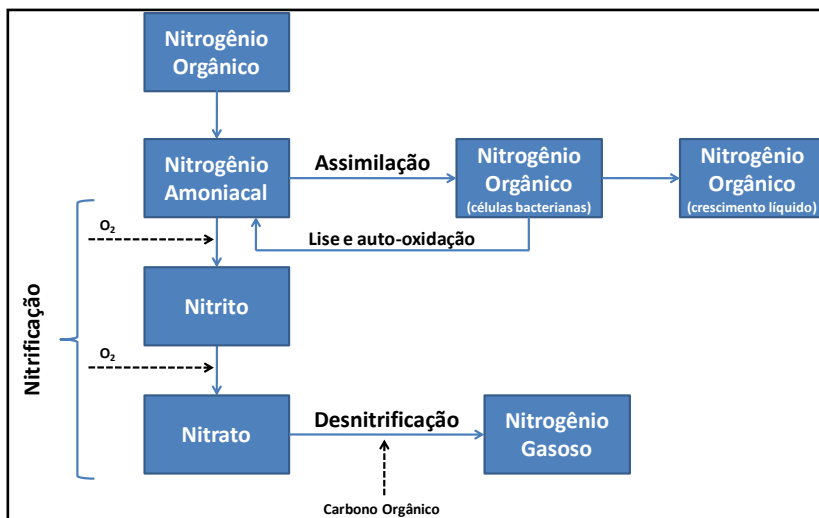 Nitrogênio
Orgânico
Nitrogênio
Amoniacal
Assimilação
Nitrogênio
Orgânico
(células bacterianas)
Nitrogênio
Orgânico
(crescimento líquido)
O₂
Lise e auto-oxidação
Nitrificação
Nitrito
O₂
Nitrato
Desnitrificação
Nitrogênio
Gasoso
Carbono Orgânico